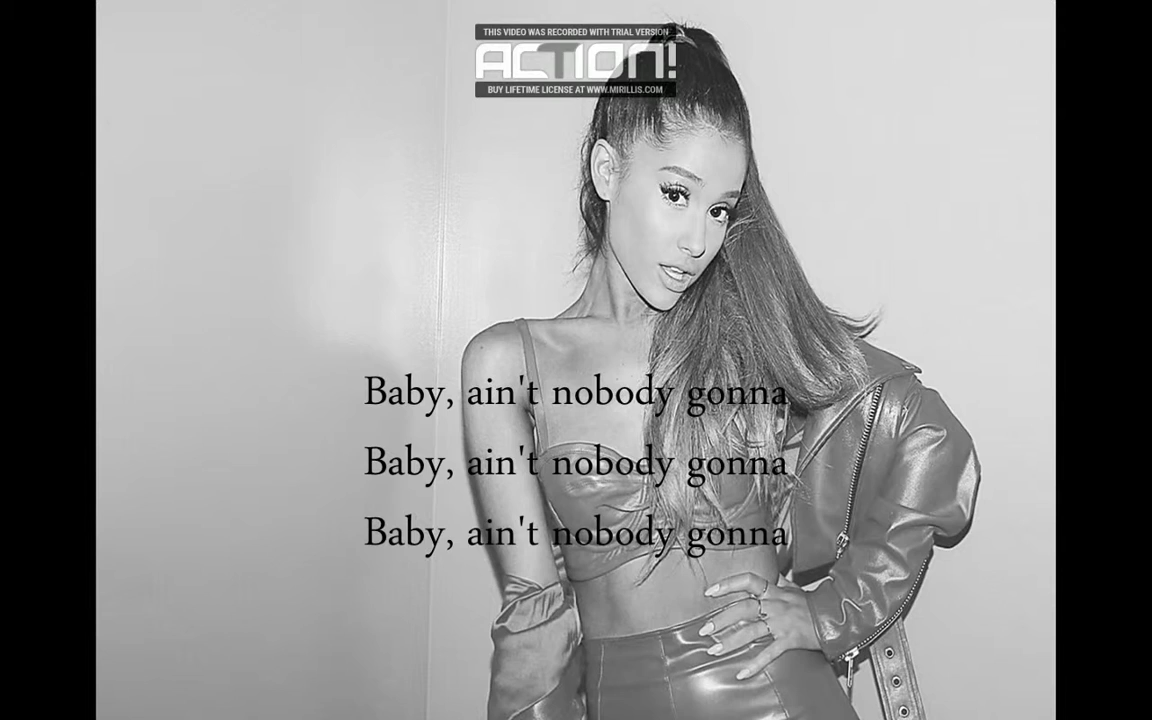 THIS VIDEO WAS RECORDED WITH TRIAL VERSION
ACTION!
BUY LIFETIME LICENSE AT WWW.MIRILLIS.COM
Baby, ain't nobody gonna
Baby, ain't nobody gonna
Baby, ain't nobody gonna